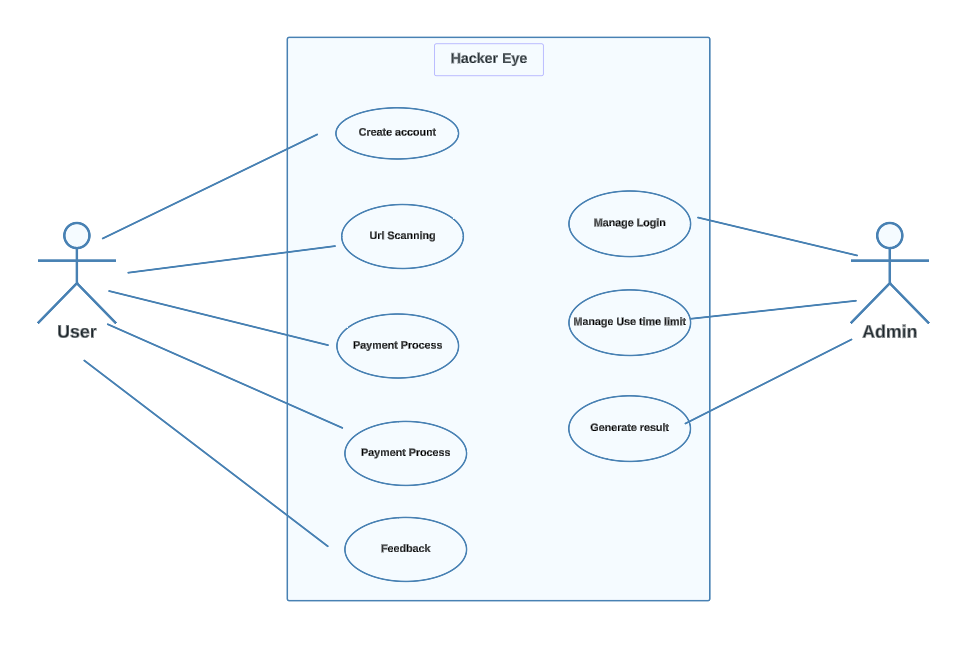 Hacker Eye
Create account
Url Scanning
Payment Process
Payment Process
Feedback
Manage Login
Manage Use time limit
Generate result
User
Admin